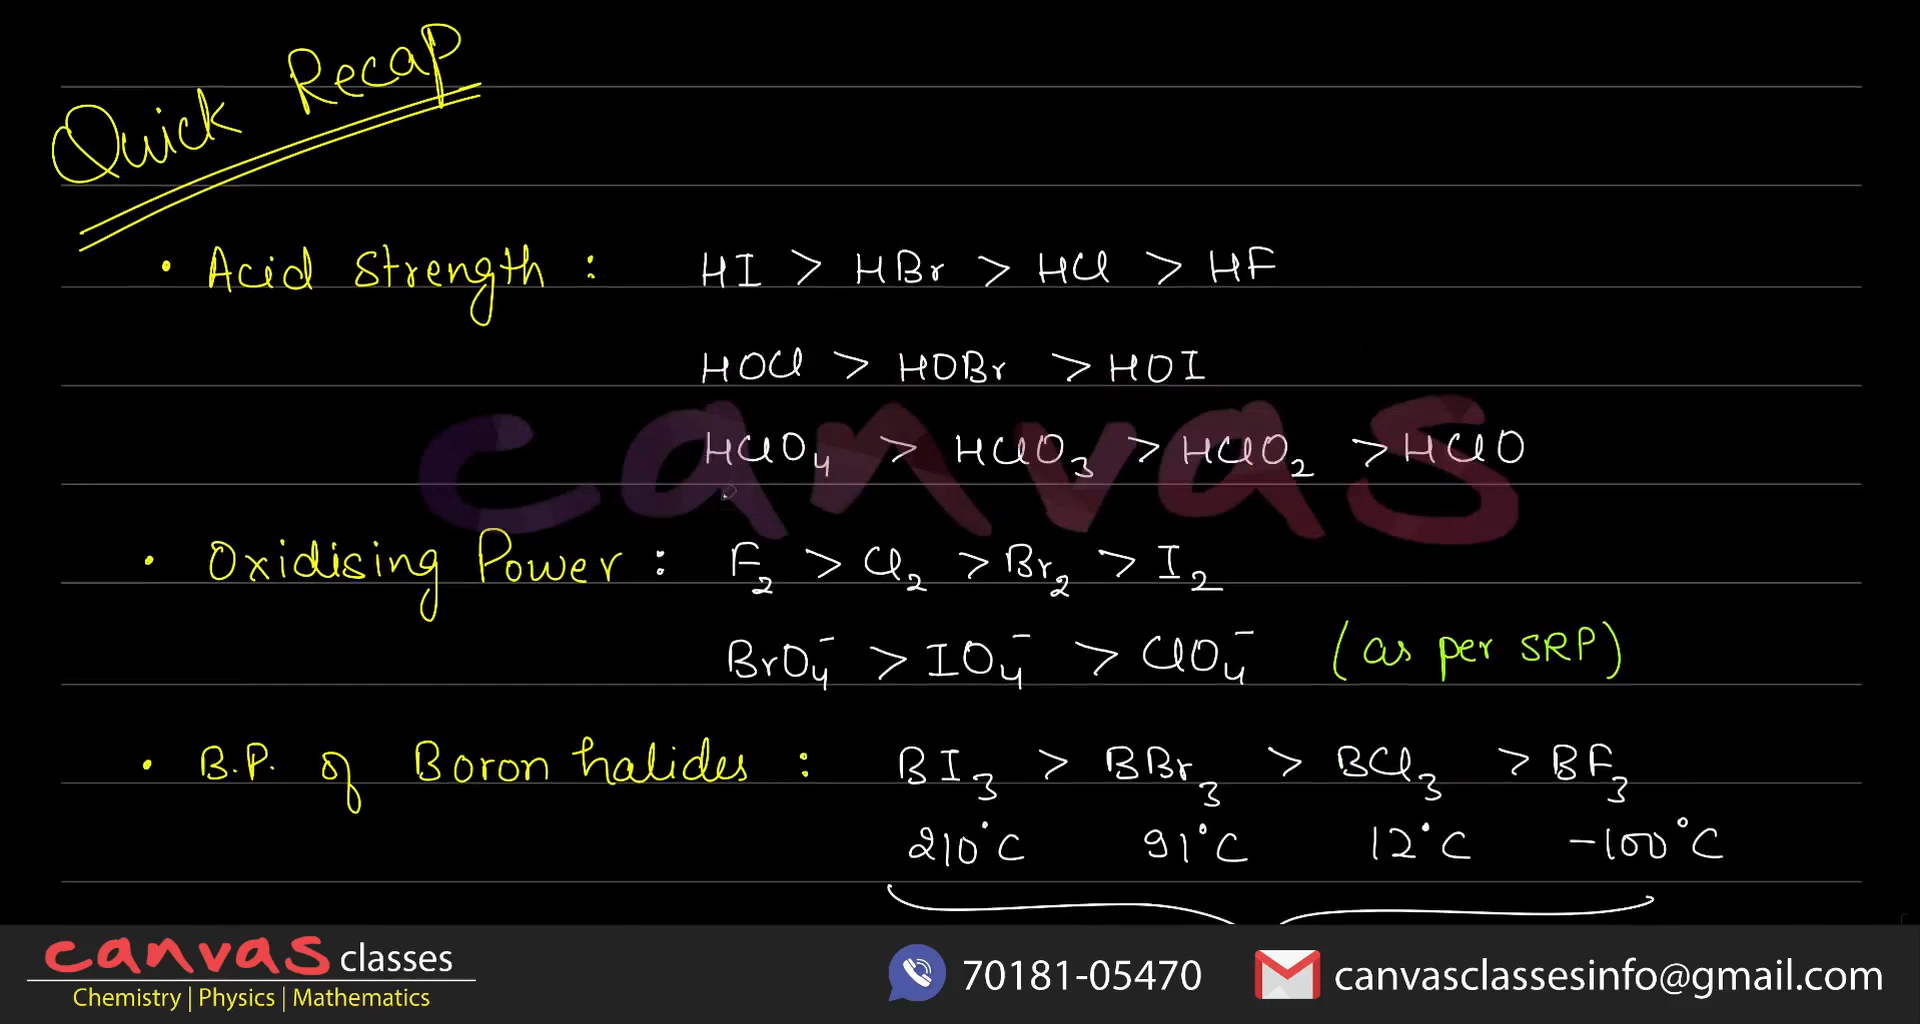 Quick Recap
• Acid strength : HI > HBr > HCl > HF
HOCl > HOBr > HOI
HClO₄ > HClO₃ > HClO₂ > HClO
canvas
• Oxidising Power : F₂ > Cl₂ > Br₂ > I₂
BrO₄⁻ > IO₄⁻ > ClO₄⁻ (as per SRP)
• B.P. of Boron halides : BI₃ > BBr₃ > BCl₃ > BF₃
210°C 91°C 12°C -100°C
canvas classes
Chemistry | Physics | Mathematics
70181-05470
canvasclassesinfo@gmail.com